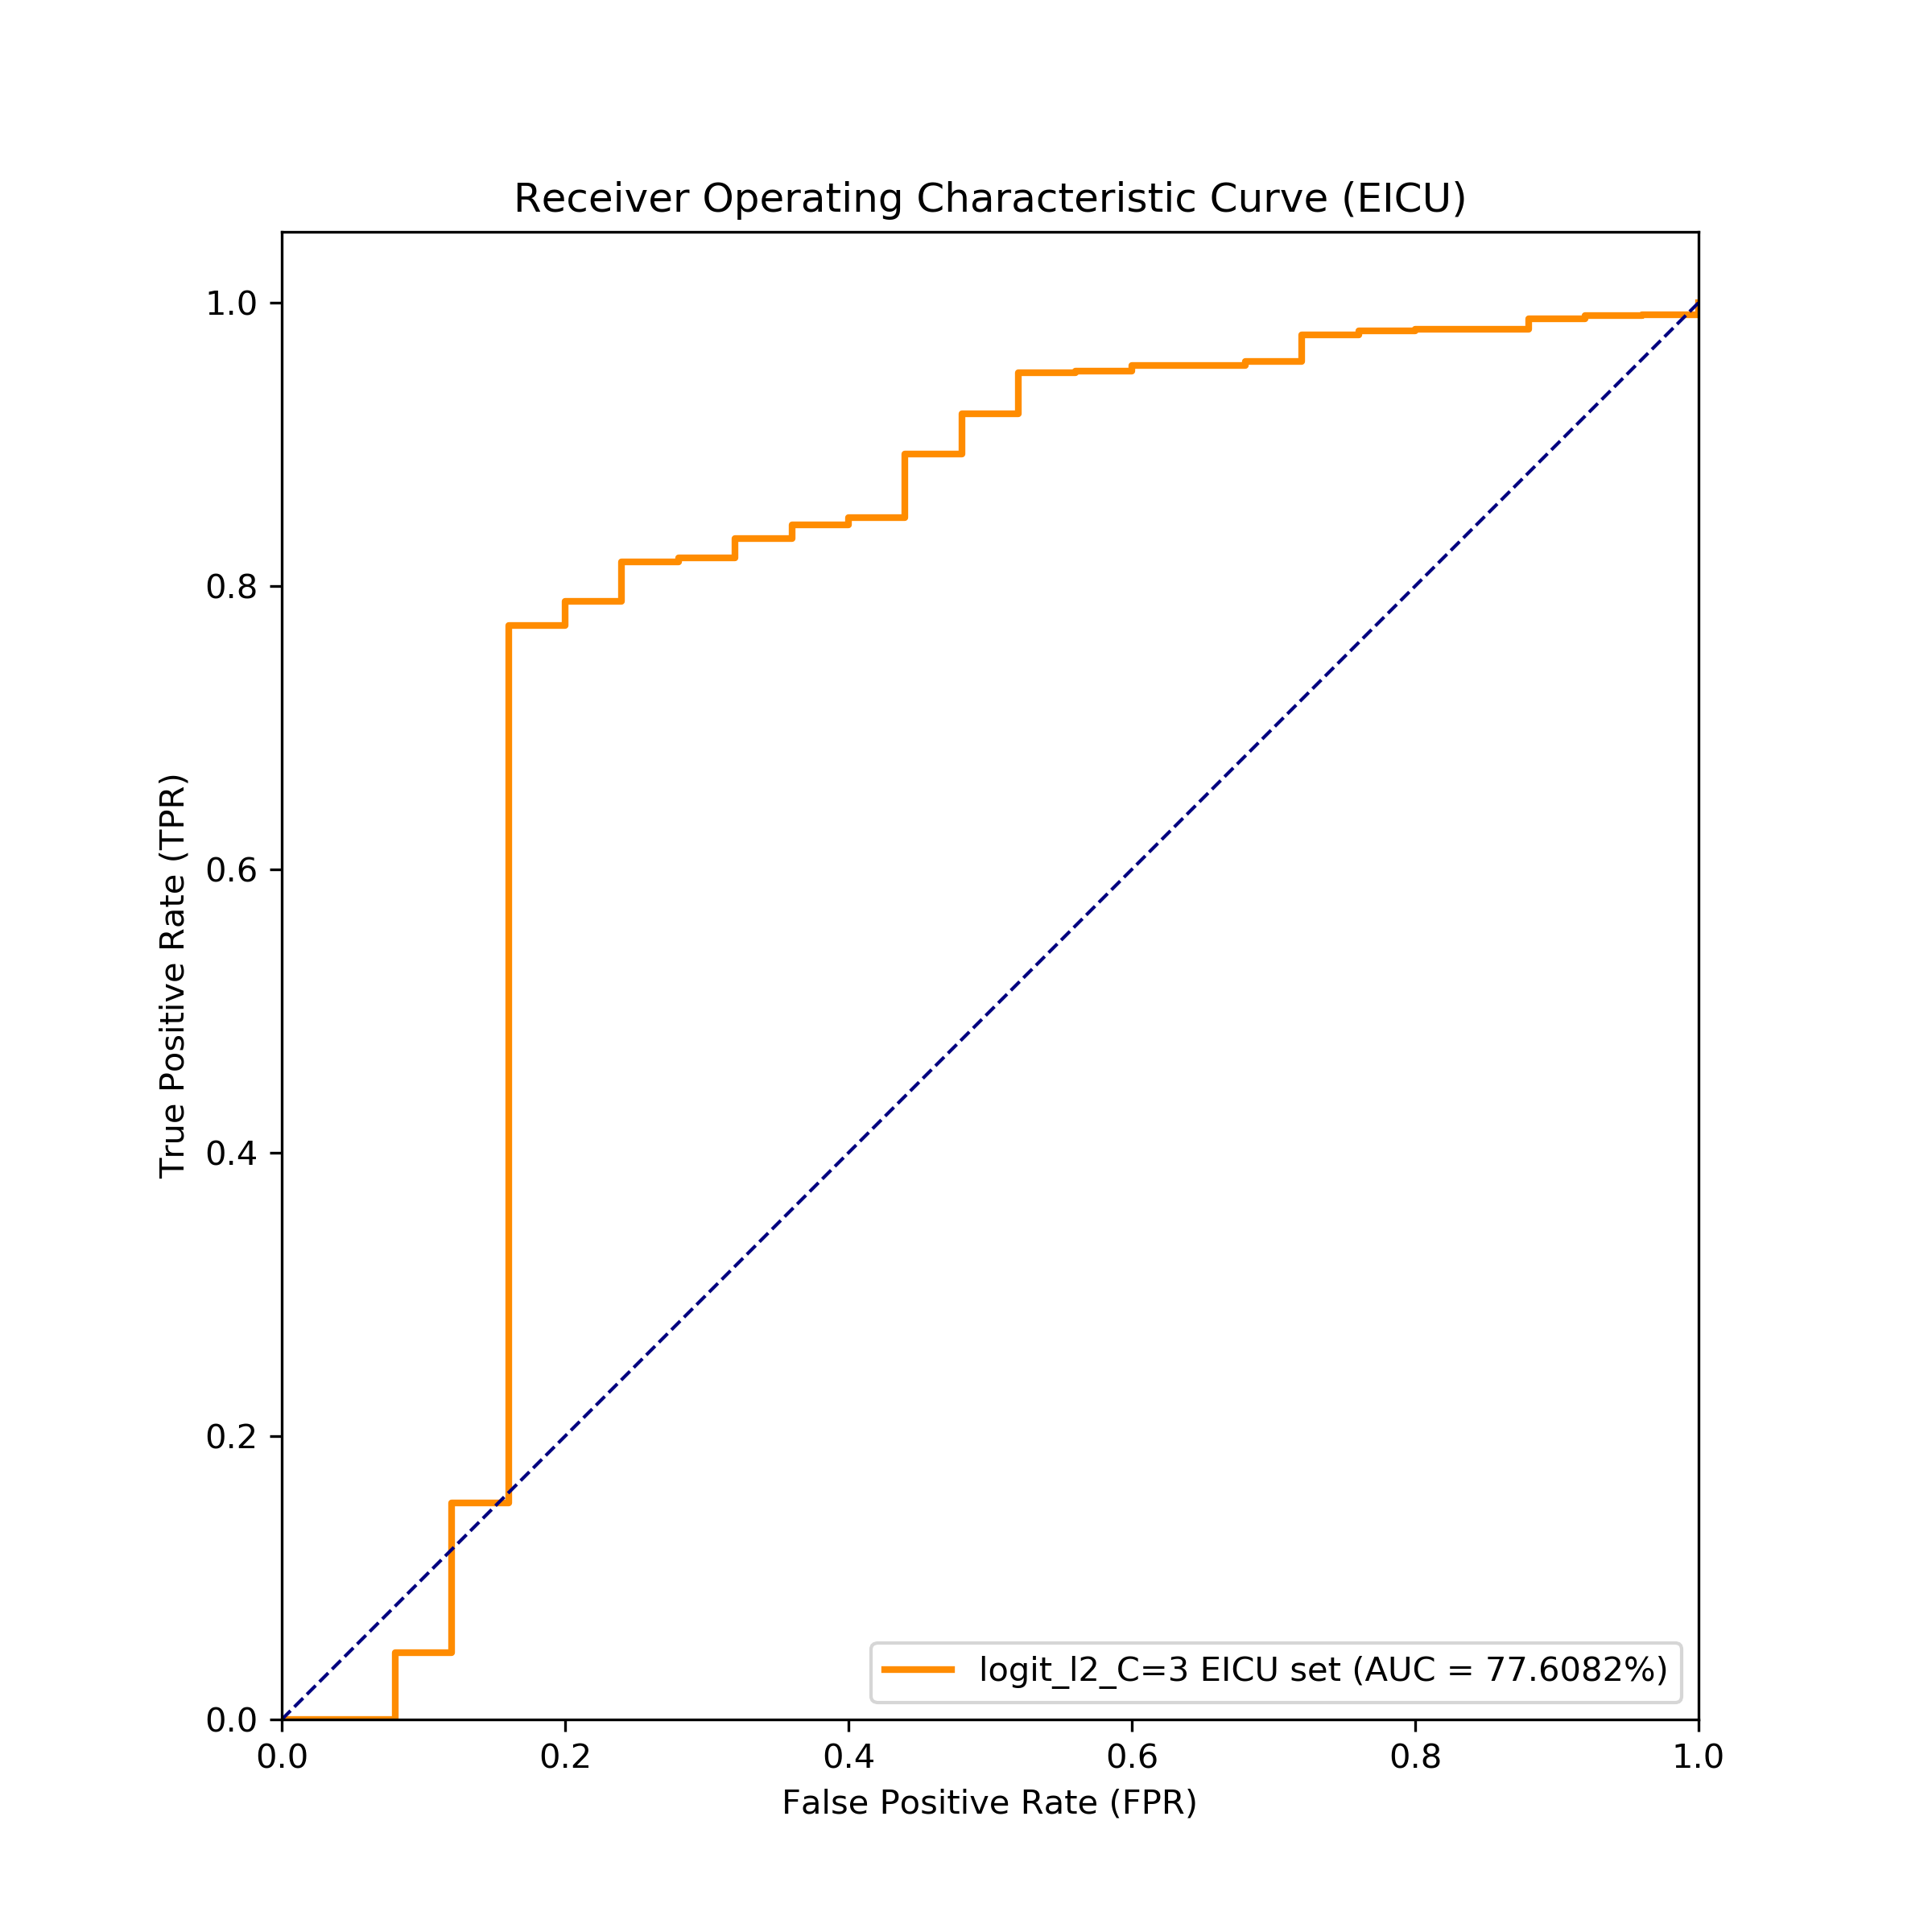 Receiver Operating Characteristic Curve (EICU)
1.0
0.8
0.6
0.4
0.2
0.0
True Positive Rate (TPR)
logit_l2_C=3 EICU set (AUC = 77.6082%)
0.0 0.2 0.4 0.6 0.8 1.0
False Positive Rate (FPR)